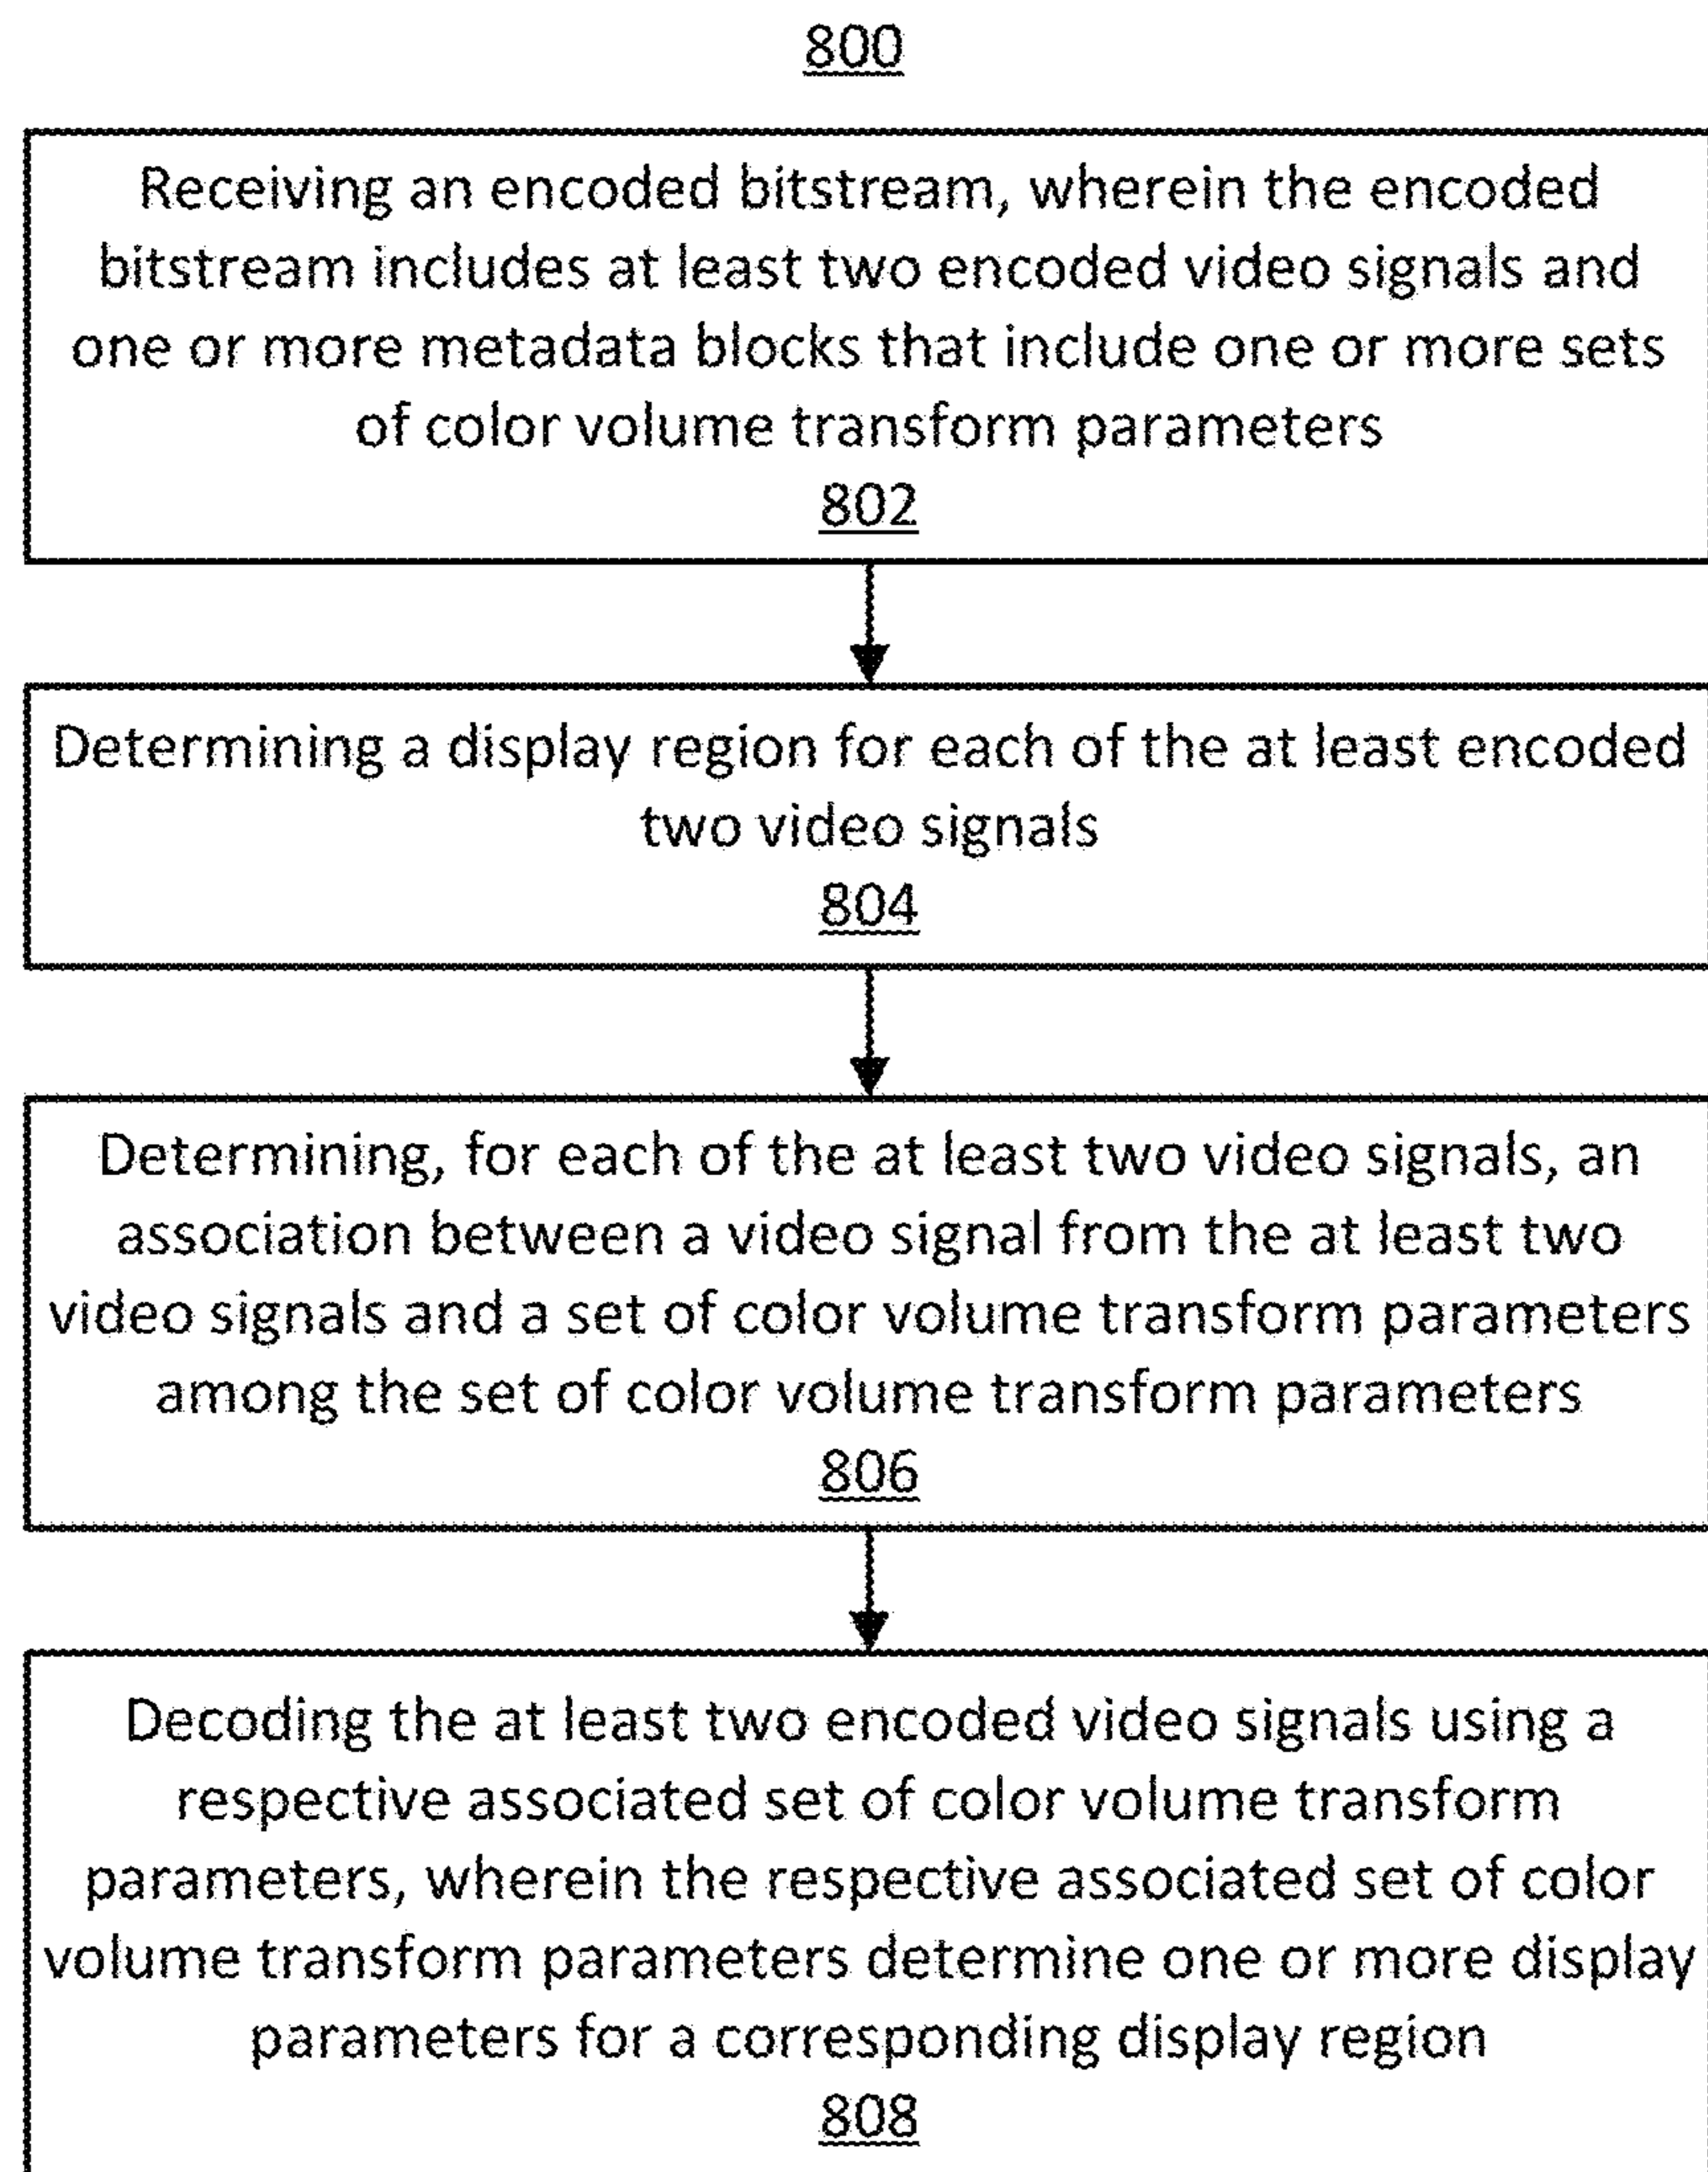 800
Receiving an encoded bitstream, wherein the encoded
bitstream includes at least two encoded video signals and
one or more metadata blocks that include one or more sets
of color volume transform parameters
802
Determining a display region for each of the at least encoded
two video signals
804
Determining, for each of the at least two video signals, an
association between a video signal from the at least two
video signals and a set of color volume transform parameters
among the set of color volume transform parameters
806
Decoding the at least two encoded video signals using a
respective associated set of color volume transform
parameters, wherein the respective associated set of color
volume transform parameters determine one or more display
parameters for a corresponding display region
808